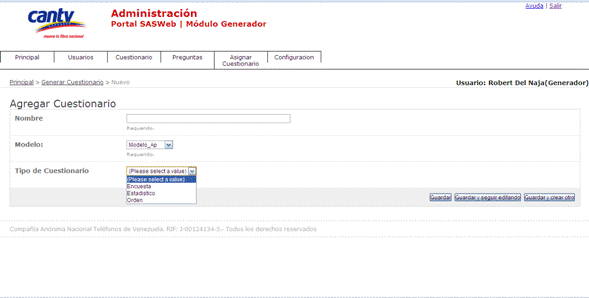 Ayuda | Salir
cantv
mueve la fibra nacional
Administración
Portal SASWeb | Módulo Generador
Principal
Usuarios
Cuestionario
Preguntas
Asignar
Cuestionario
Configuracion
Principal > Generar Cuestionario > Nuevo
Usuario: Robert Del Naja(Generador)
Agregar Cuestionario
Nombre
Requerido.
Modelo:
Modelo_Ap
Requerido.
Tipo de Cuestionario
(Please select a value)
(Please select a value)
Encuesta
Estadistico
Orden
Guardar
Guardar y seguir editando
Guardar y crear otro
Compañia Anónima Nacional Teléfonos de Venezuela. RIF: J-00124134-5.- Todos los derechos reservados